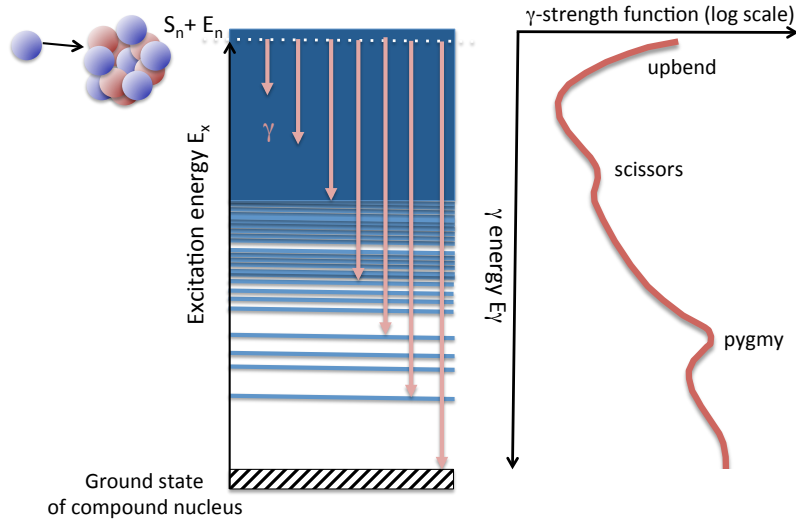 Sn + En
γ-strength function (log scale)
upbend
γ
scissors
Excitation energy Ex
γ energy Eγ
pygmy
Ground state
of compound nucleus